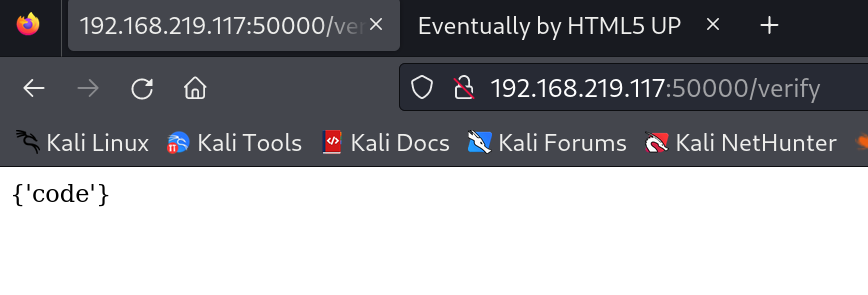 192.168.219.117:50000/ver
Eventually by HTML5 UP
192.168.219.117:50000/verify
Kali Linux
Kali Tools
Kali Docs
Kali Forums
Kali NetHunter
{'code'}